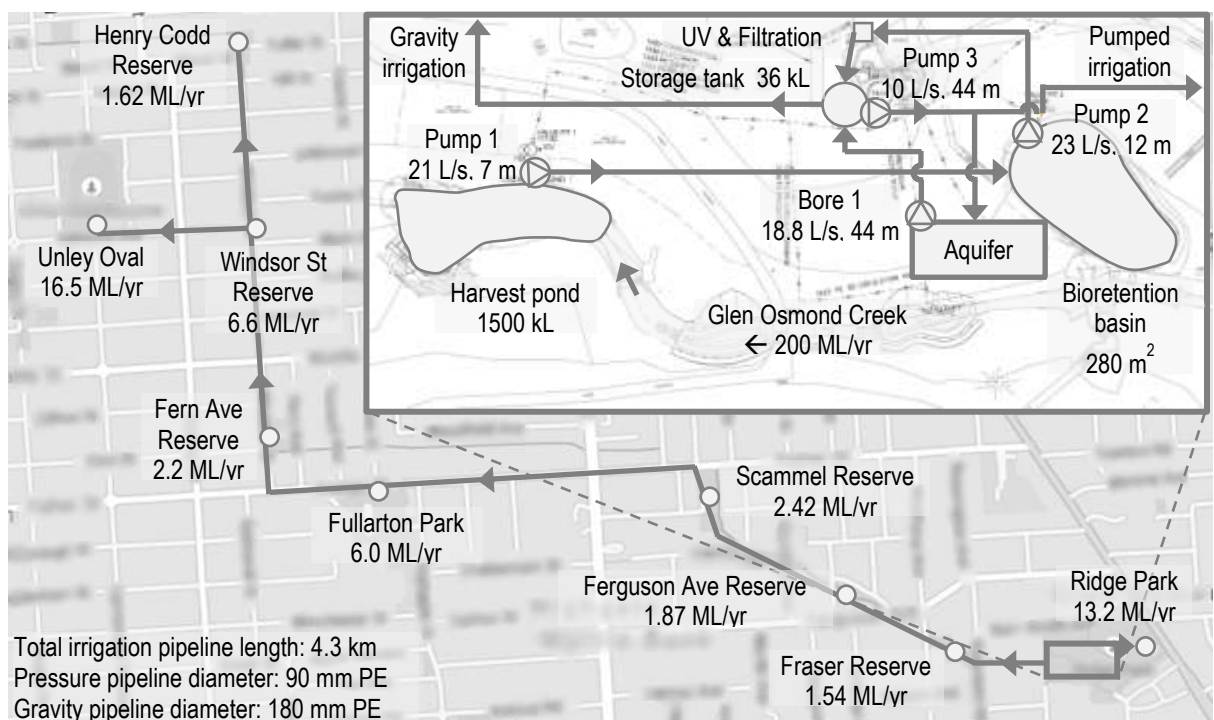 Henry Codd
Reserve
1.62 ML/yr
Gravity
irrigation
UV & Filtration
Storage tank 36 kL
Pump 3
10 L/s, 44 m
Pumped
irrigation
Pump 1
21 L/s, 7 m
Pump 2
23 L/s, 12 m
Bore 1
18.8 L/s, 44 m
Aquifer
Harvest pond
1500 kL
Glen Osmond Creek
← 200 ML/yr
Bioretention
basin
280 m²
Unley Oval
16.5 ML/yr
Windsor St
Reserve
6.6 ML/yr
Fern Ave
Reserve
2.2 ML/yr
Fullarton Park
6.0 ML/yr
Scammel Reserve
2.42 ML/yr
Ferguson Ave Reserve
1.87 ML/yr
Ridge Park
13.2 ML/yr
Fraser Reserve
1.54 ML/yr
Total irrigation pipeline length: 4.3 km
Pressure pipeline diameter: 90 mm PE
Gravity pipeline diameter: 180 mm PE